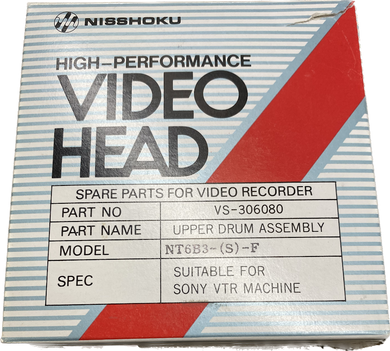 NISSHOKU
HIGH-PERFORMANCE
VIDEO
HEAD
SPARE PARTS FOR VIDEO RECORDER
PART NO VS-306080
PART NAME UPPER DRUM ASSEMBLY
MODEL NT6B3-(S)-F
SPEC SUITABLE FOR
SONY VTR MACHINE